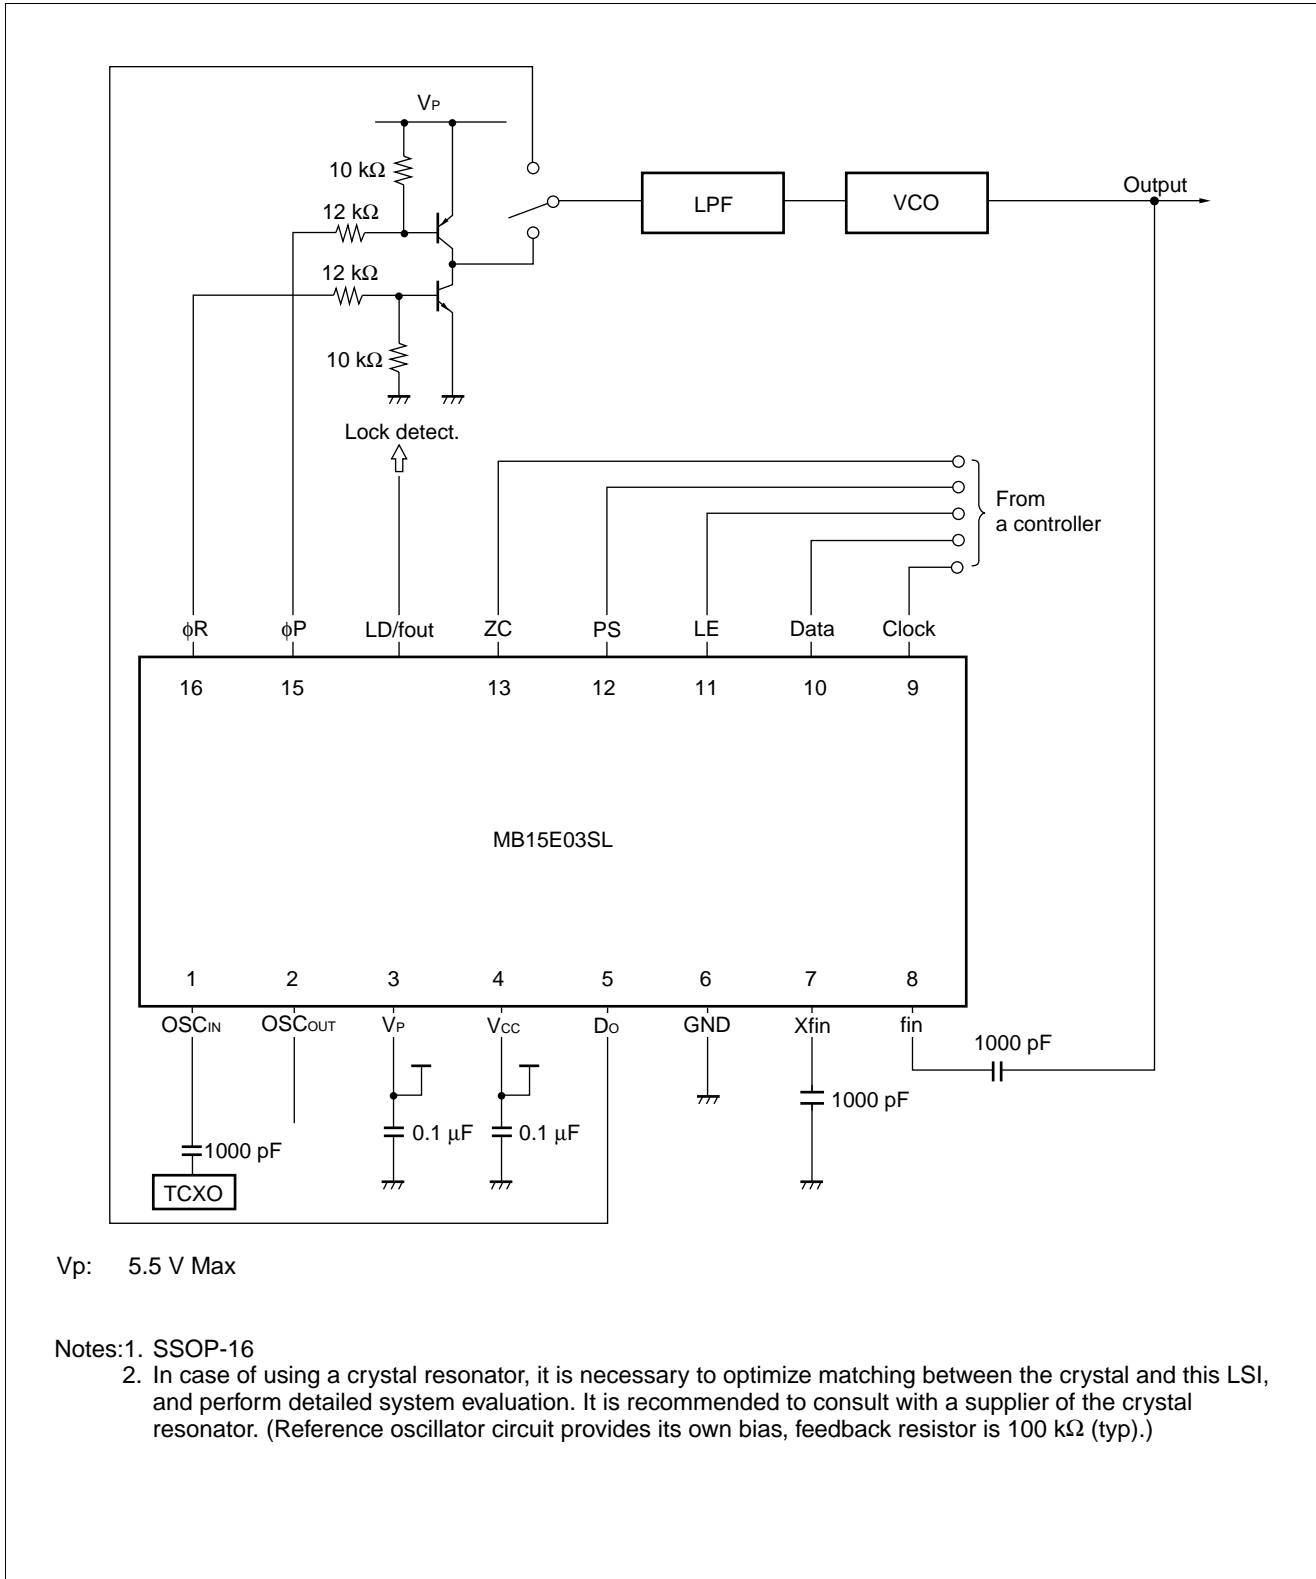 VP
10 kΩ
12 kΩ
12 kΩ
10 kΩ
LPF
VCO
Output
Lock detect.
From
a controller
φR
φP
LD/fout
ZC
PS
LE
Data
Clock
16
15
13
12
11
10
9
MB15E03SL
1
2
3
4
5
6
7
8
OSCIN
OSCOUT
VP
VCC
DO
GND
Xfin
fin
1000 pF
1000 pF
0.1 μF
0.1 μF
1000 pF
TCXO
Vp: 5.5 V Max
Notes:1. SSOP-16
2. In case of using a crystal resonator, it is necessary to optimize matching between the crystal and this LSI,
and perform detailed system evaluation. It is recommended to consult with a supplier of the crystal
resonator. (Reference oscillator circuit provides its own bias, feedback resistor is 100 kΩ (typ).)